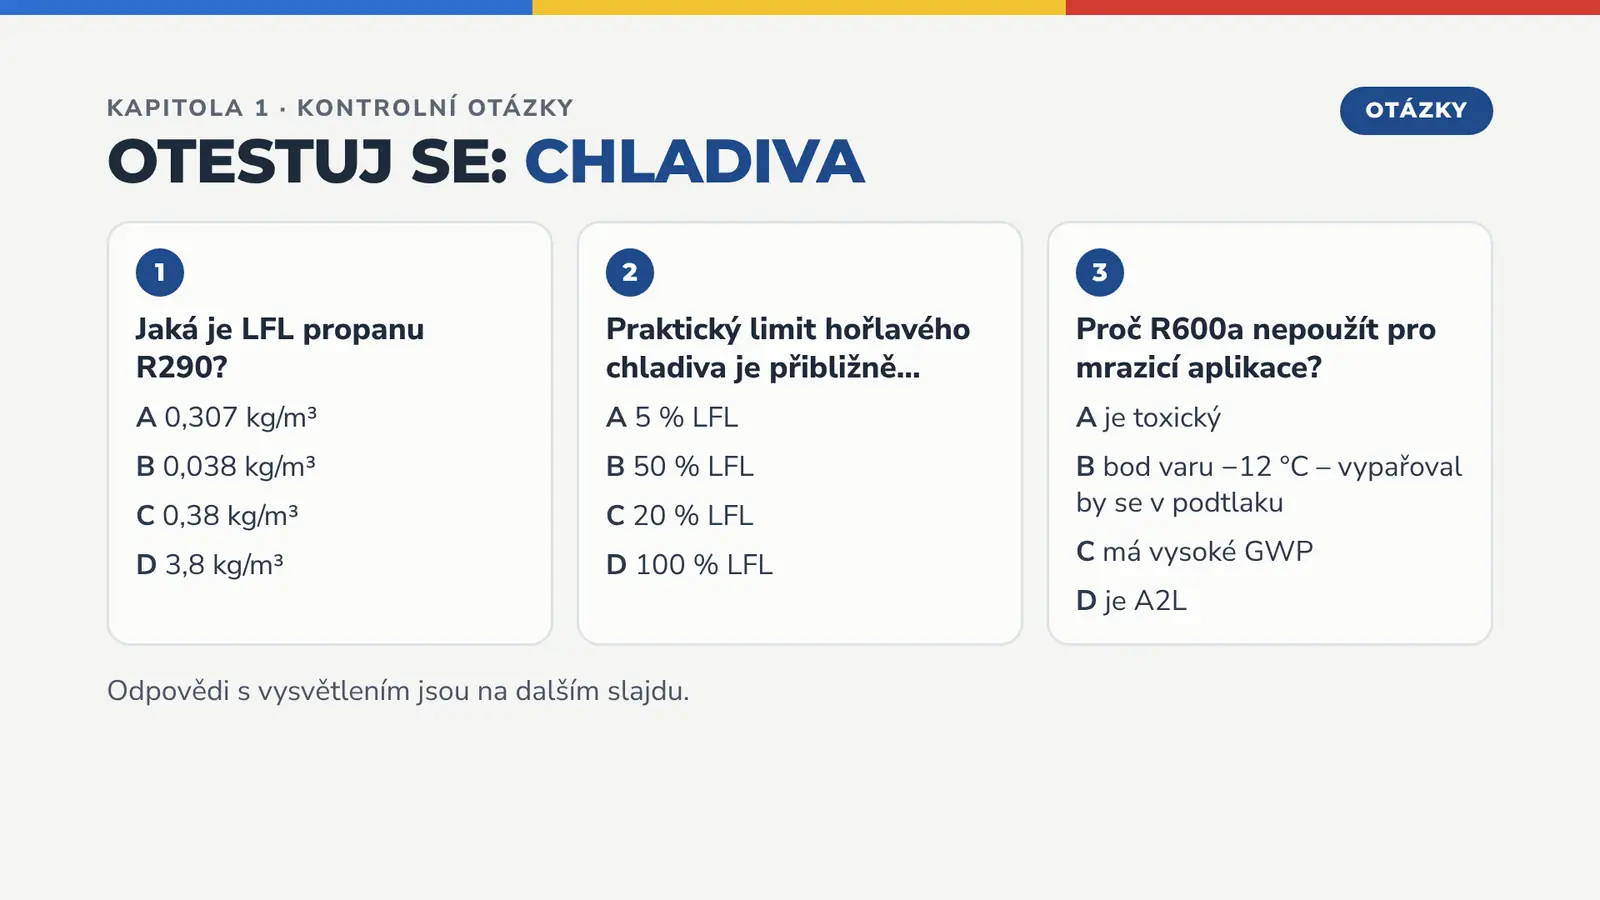 KAPITOLA 1 · KONTROLNÍ OTÁZKY
OTÁZKY
OTESTUJ SE: CHLADIVA
1
Jaká je LFL propanu
R290?
A 0,307 kg/m³
B 0,038 kg/m³
C 0,38 kg/m³
D 3,8 kg/m³
2
Praktický limit hořlavého
chladiva je přibližně…
A 5 % LFL
B 50 % LFL
C 20 % LFL
D 100 % LFL
3
Proč R600a nepoužít pro
mrazicí aplikace?
A je toxický
B bod varu −12 °C – vypařoval
by se v podtlaku
C má vysoké GWP
D je A2L
Odpovědi s vysvětlením jsou na dalším slajdu.